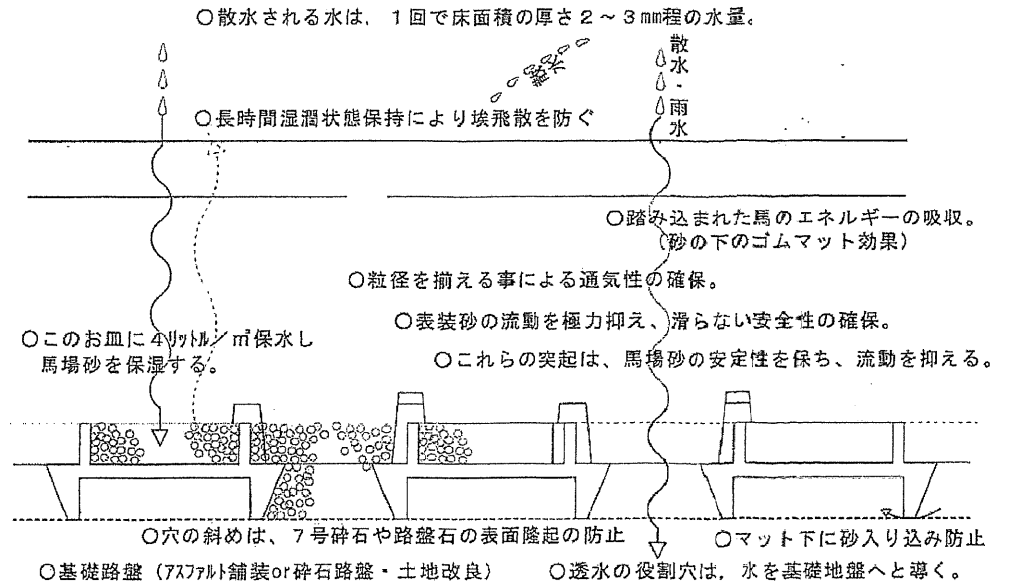 ○散水される水は，１回で床面積の厚さ２～３㎜程の水量。
散水
散水・雨水
○長時間湿潤状態保持により埃飛散を防ぐ
○踏み込まれた馬のエネルギーの吸収。
(砂の下のゴムマット効果)
○粒径を揃える事による通気性の確保。
○表装砂の流動を極力抑え、滑らない安全性の確保。
○このお皿に４ﾘｯﾄﾙ／㎡保水し
馬場砂を保湿する。
○これらの突起は、馬場砂の安定性を保ち、流動を抑える。
○穴の斜めは、７号砕石や路盤石の表面隆起の防止
○マット下に砂入り込み防止
○基礎路盤（ｱｽﾌｧﾙﾄ舗装or砕石路盤・土地改良）
○透水の役割穴は，水を基礎地盤へと導く。